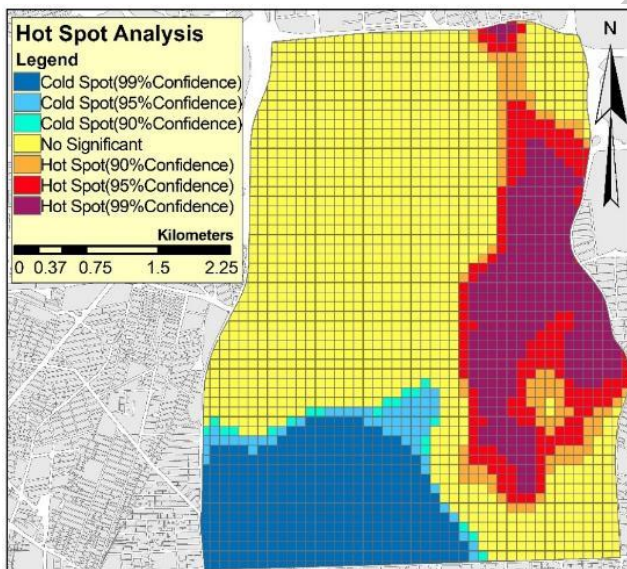 Hot Spot Analysis
Legend
Cold Spot(99%Confidence)
Cold Spot(95%Confidence)
Cold Spot(90%Confidence)
No Significant
Hot Spot(90%Confidence)
Hot Spot(95%Confidence)
Hot Spot(99%Confidence)
Kilometers
0 0.37 0.75 1.5 2.25
N